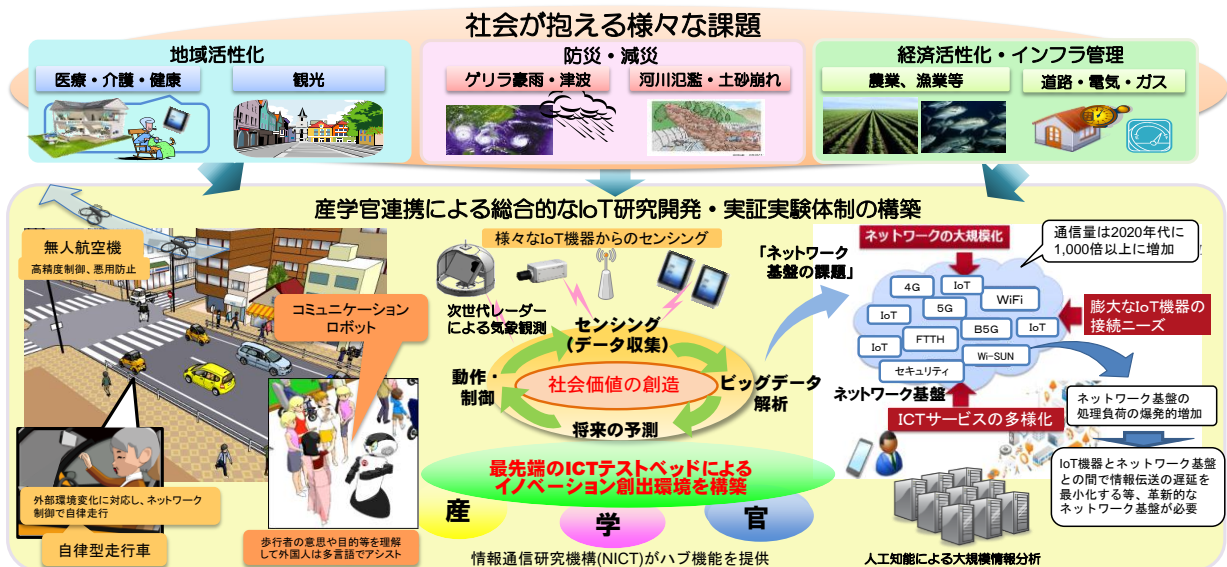 社会が抱える様々な課題
地域活性化
医療・介護・健康
観光
防災・減災
ゲリラ豪雨・津波
河川氾濫・土砂崩れ
経済活性化・インフラ管理
農業、漁業等
道路・電気・ガス
産学官連携による総合的なIoT研究開発・実証実験体制の構築
無人航空機
高精度制御、悪用防止
コミュニケーション
ロボット
外部環境変化に対応し、ネットワーク
制御で自律走行
自律型走行車
歩行者の意思や目的等を理解
して外国人は多言語でアシスト
様々なIoT機器からのセンシング
次世代レーダー
による気象観測
センシング
(データ収集)
動作・
制御
社会価値の創造
ビッグデータ
解析
将来の予測
最先端のICTテストベッドによる
イノベーション創出環境を構築
産
学
官
情報通信研究機構(NICT)がハブ機能を提供
「ネットワーク
基盤の課題」
ネットワークの大規模化
通信量は2020年代に
1,000倍以上に増加
4G
IoT
WiFi
5G
IoT
B5G
IoT
FTTH
IoT
Wi-SUN
セキュリティ
膨大なIoT機器の
接続ニーズ
ネットワーク基盤
ICTサービスの多様化
ネットワーク基盤の
処理負荷の爆発的増加
IoT機器とネットワーク基盤
との間で情報伝送の遅延を
最小化する等、革新的な
ネットワーク基盤が必要
人工知能による大規模情報分析